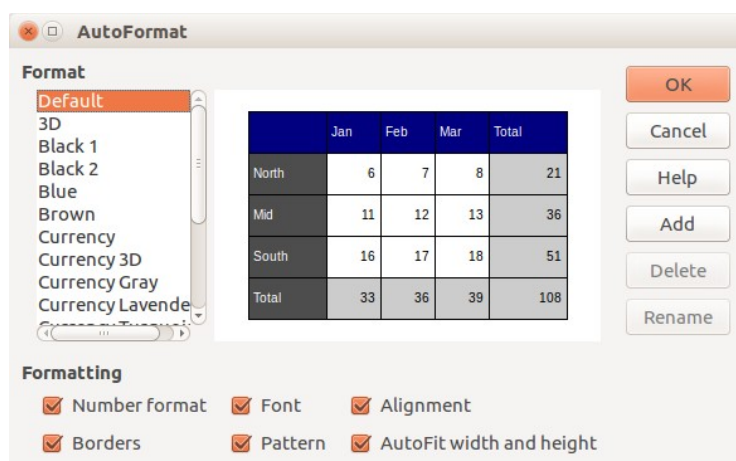 AutoFormat
Format
Default
3D
Black 1
Black 2
Blue
Brown
Currency
Currency 3D
Currency Gray
Currency Lavende
Jan Feb Mar Total
North 6 7 8 21
Mid 11 12 13 36
South 16 17 18 51
Total 33 36 39 108
OK
Cancel
Help
Add
Delete
Rename
Formatting
Number format Font Alignment
Borders Pattern AutoFit width and height